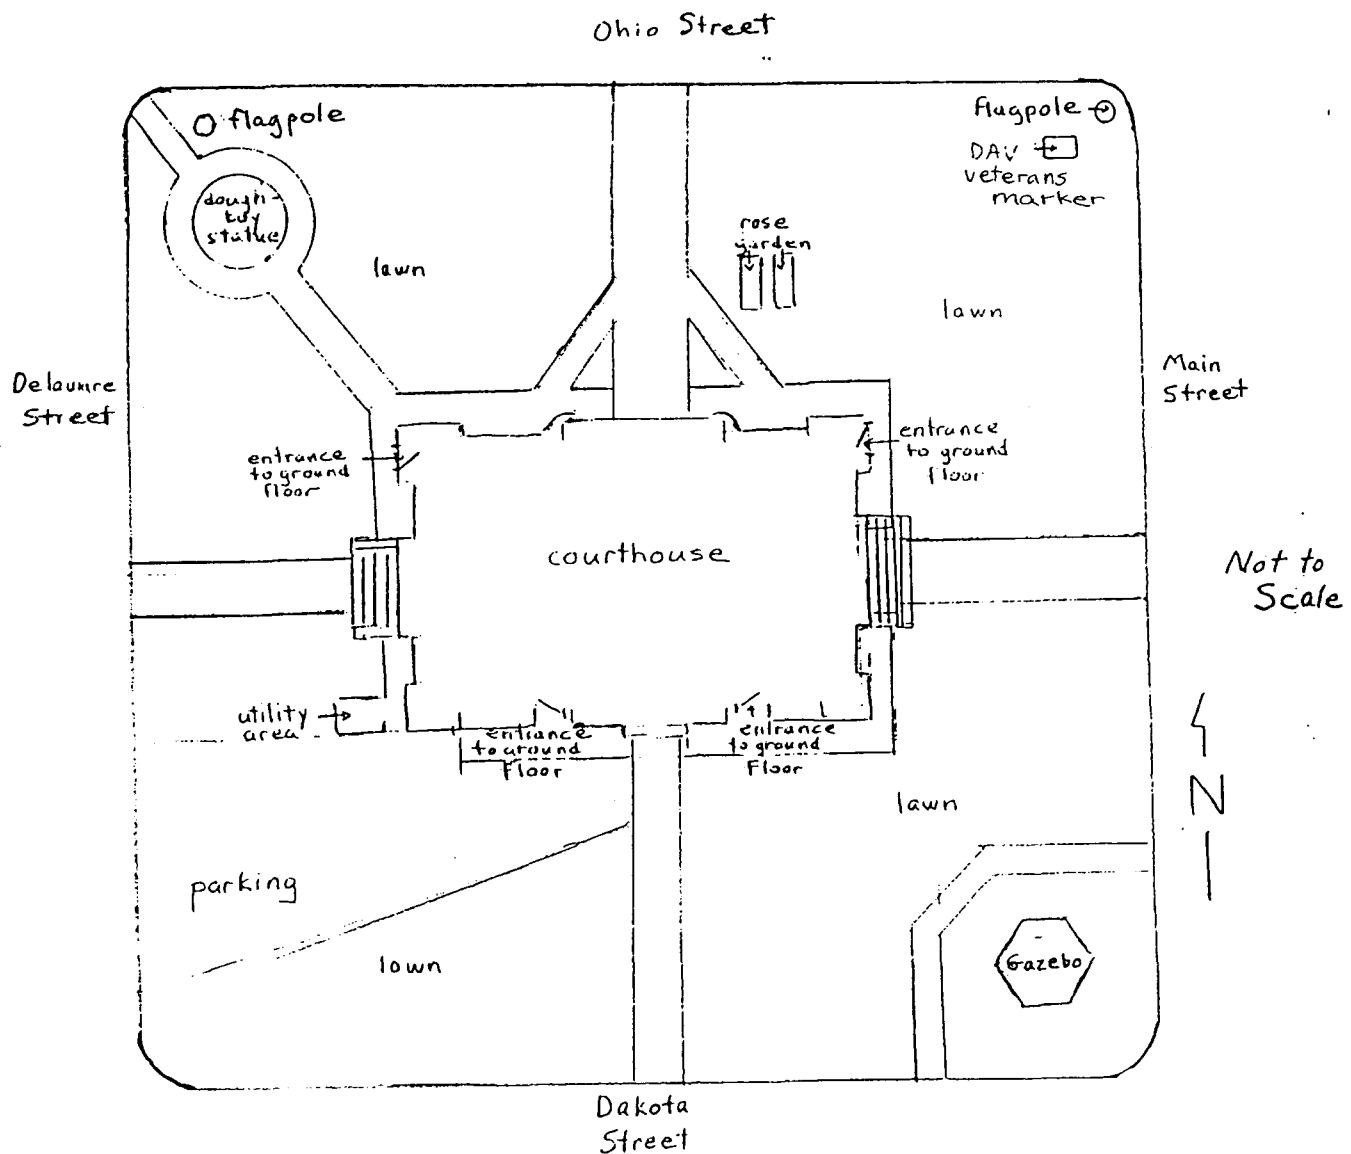 Ohio Street
flagpole
flagpole
DAV
veterans
marker
dough-
boy
statue
rose
garden
lawn
lawn
Delaware
Street
Main
Street
entrance
to ground
floor
entrance
to ground
floor
courthouse
Not to
Scale
utility
area
entrance
to ground
Floor
entrance
to ground
Floor
lawn
N
parking
lawn
Gazebo
Dakota
Street